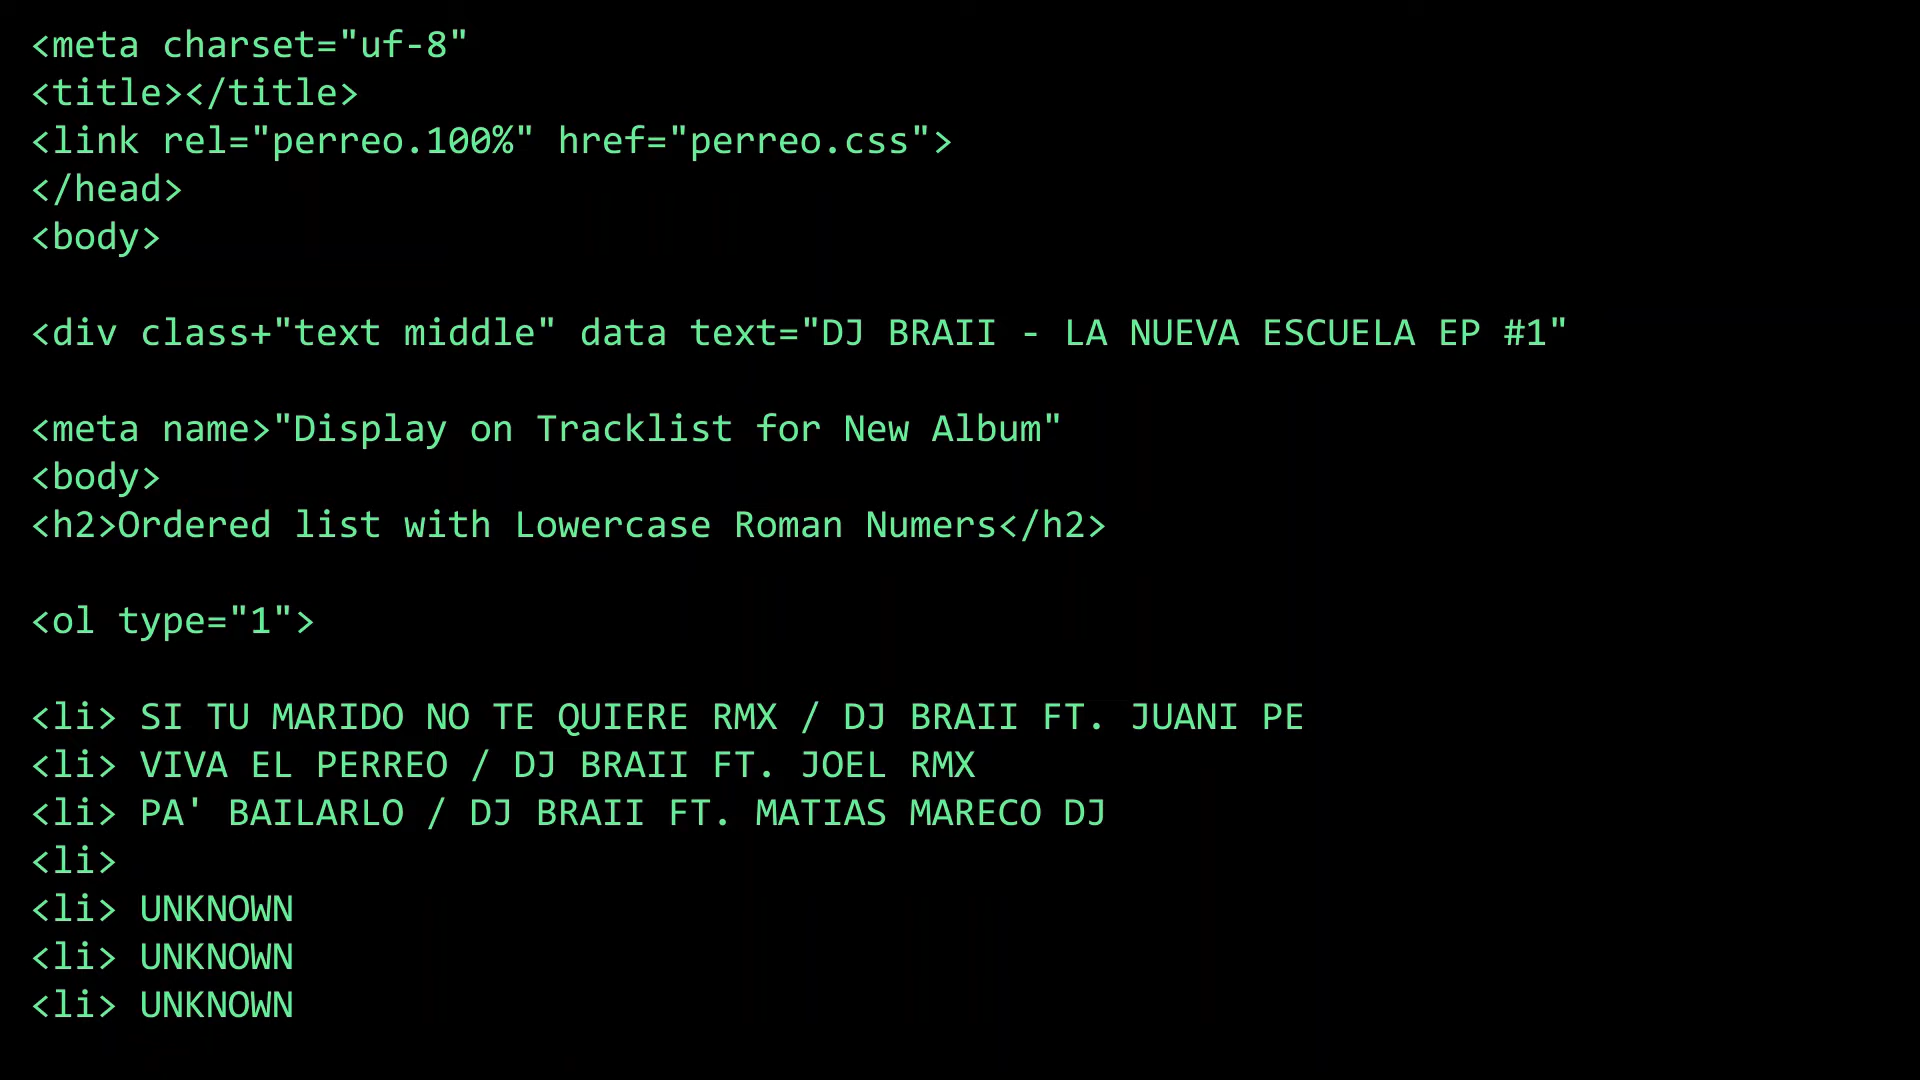 <meta charset="uf-8"
<title></title>
<link rel="perreo.100%" href="perreo.css">
</head>
<body>
<div class+"text middle" data text="DJ BRAII - LA NUEVA ESCUELA EP #1"
<meta name>"Display on Tracklist for New Album"
<body>
<h2>Ordered list with Lowercase Roman Numers</h2>
<ol type="1">
<li> SI TU MARIDO NO TE QUIERE RMX / DJ BRAII FT. JUANI PE
<li> VIVA EL PERREO / DJ BRAII FT. JOEL RMX
<li> PA' BAILARLO / DJ BRAII FT. MATIAS MARECO DJ
<li>
<li> UNKNOWN
<li> UNKNOWN
<li> UNKNOWN